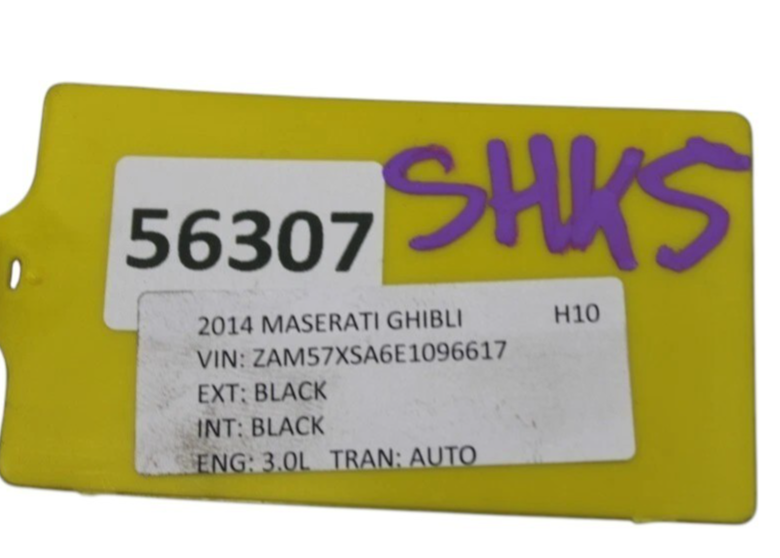 SHKS
56307
2014 MASERATI GHIBLI H10
VIN: ZAM57XSA6E1096617
EXT: BLACK
INT: BLACK
ENG: 3.0L TRAN: AUTO